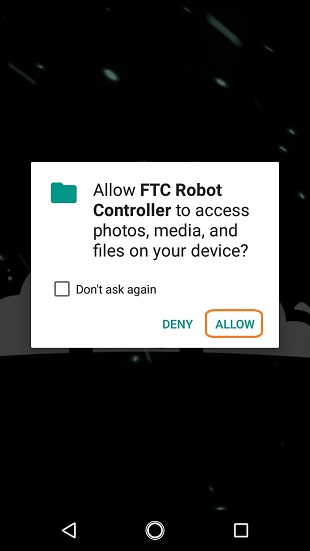 Allow FTC Robot
Controller to access
photos, media, and
files on your device?
Don't ask again
DENY
ALLOW